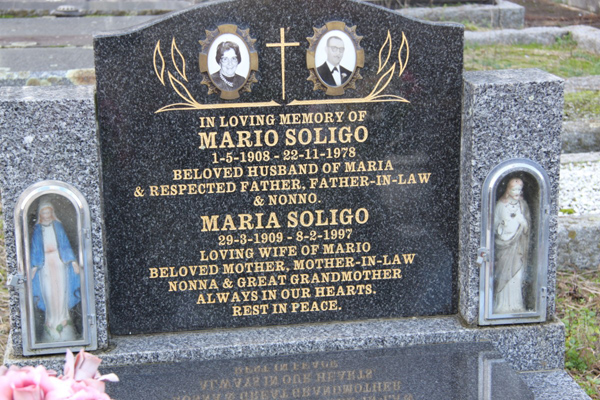 IN LOVING MEMORY OF
MARIO SOLIGO
1-5-1908 - 22-11-1978
BELOVED HUSBAND OF MARIA
& RESPECTED FATHER, FATHER-IN-LAW
& NONNO.
MARIA SOLIGO
29-3-1909 - 8-2-1997
LOVING WIFE OF MARIO
BELOVED MOTHER, MOTHER-IN-LAW
NONNA & GREAT GRANDMOTHER
ALWAYS IN OUR HEARTS.
REST IN PEACE.